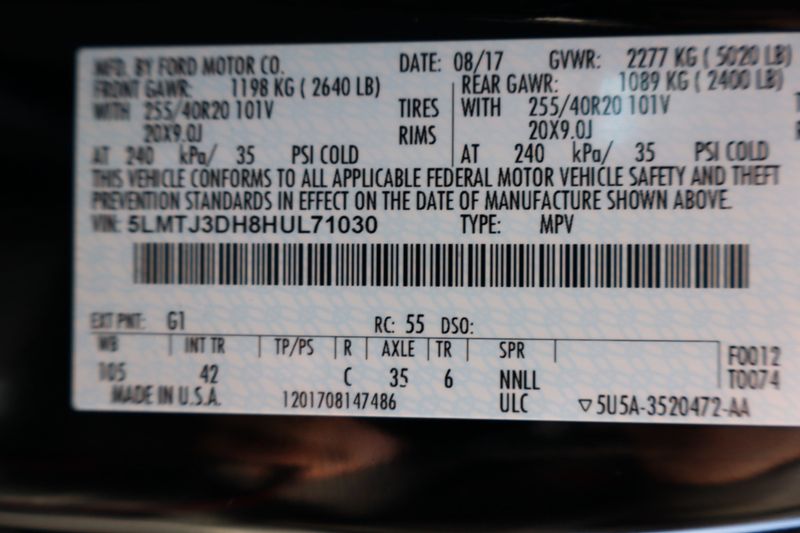 MFD. BY FORD MOTOR CO. DATE: 08/17 GVWR: 2277 KG ( 5020 LB)
FRONT GAWR: 1198 KG ( 2640 LB) REAR GAWR: 1089 KG ( 2400 LB)
WITH 255/40R20 101V TIRES WITH 255/40R20 101V
20X9.0J RIMS 20X9.0J
AT 240 kPa/ 35 PSI COLD AT 240 kPa/ 35 PSI COLD
THIS VEHICLE CONFORMS TO ALL APPLICABLE FEDERAL MOTOR VEHICLE SAFETY AND THEFT
PREVENTION STANDARDS IN EFFECT ON THE DATE OF MANUFACTURE SHOWN ABOVE.
VIN: 5LMTJ3DH8HUL71030 TYPE: MPV
EXT PNT: G1 RC: 55 DSO:
WB INT TR TP/PS R AXLE TR SPR F0012
105 42 C 35 6 NNLL T0074
MADE IN U.S.A. 1201708147486 ULC ▽5U5A-3520472-AA